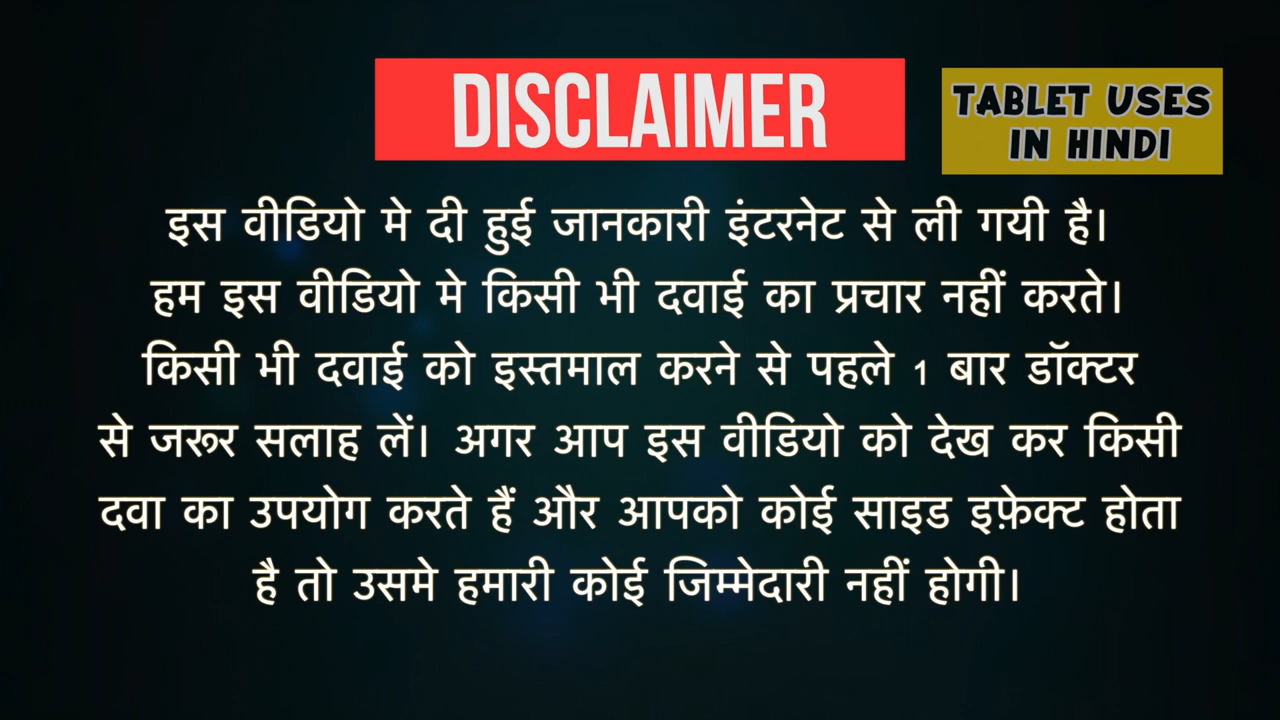 DISCLAIMER
TABLET USES
IN HINDI
इस वीडियो मे दी हुई जानकारी इंटरनेट से ली गयी है।
हम इस वीडियो मे किसी भी दवाई का प्रचार नहीं करते।
किसी भी दवाई को इस्तमाल करने से पहले 1 बार डॉक्टर
से जरूर सलाह लें। अगर आप इस वीडियो को देख कर किसी
दवा का उपयोग करते हैं और आपको कोई साइड इफ़ेक्ट होता
है तो उसमे हमारी कोई जिम्मेदारी नहीं होगी।